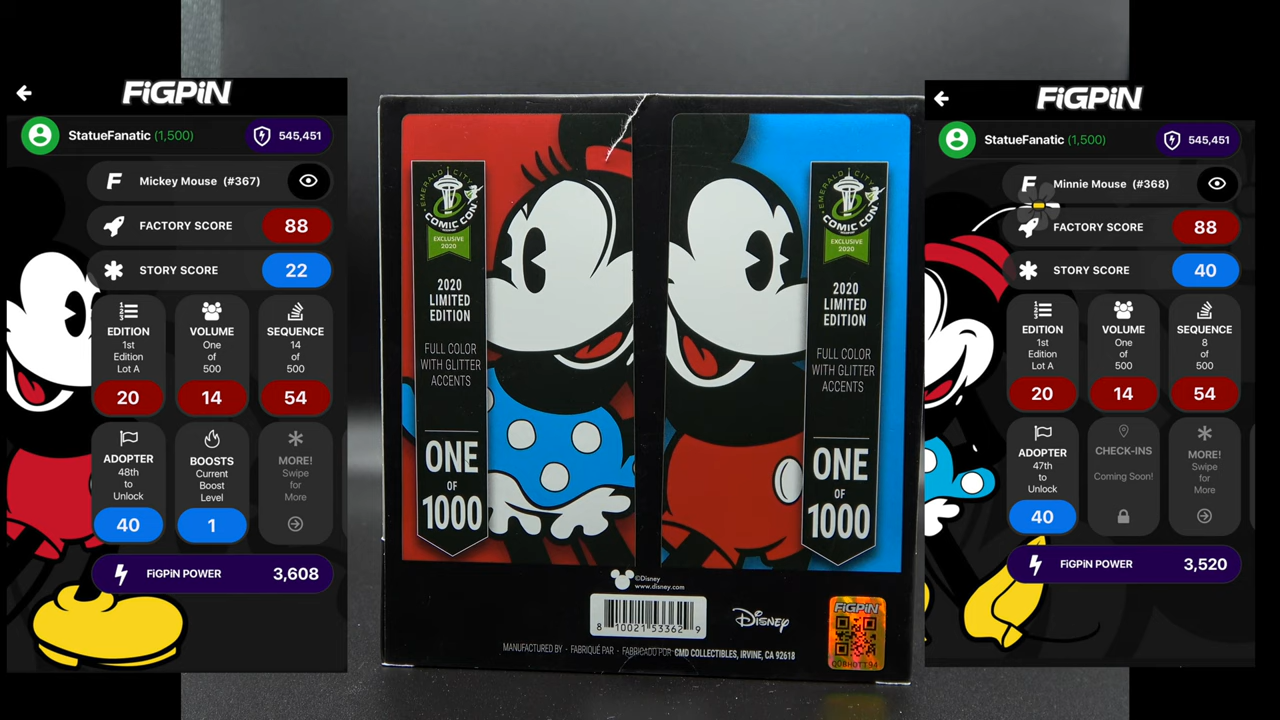 FiGPiN
StatueFanatic (1,500)
545,451
Mickey Mouse (#367)
FACTORY SCORE
88
STORY SCORE
22
EDITION
1st
Edition
Lot A
20
VOLUME
One
of
500
14
SEQUENCE
14
of
500
54
ADOPTER
48th
to
Unlock
40
BOOSTS
Current
Boost
Level
1
MORE!
Swipe
for
More
FiGPiN POWER
3,608
EMERALD CITY
COMIC CON
EXCLUSIVE
2020
2020
LIMITED
EDITION
FULL COLOR
WITH GLITTER
ACCENTS
ONE
OF
1000
EMERALD CITY
COMIC CON
EXCLUSIVE
2020
2020
LIMITED
EDITION
FULL COLOR
WITH GLITTER
ACCENTS
ONE
OF
1000
©Disney
www.disney.com
8 10021 53362 9
Disney
FiGPiN
MANUFACTURED BY - FABRIQUÉ PAR - FABRICADO POR CMD COLLECTIBLES, IRVINE, CA 92618
FiGPiN
StatueFanatic (1,500)
545,451
Minnie Mouse (#368)
FACTORY SCORE
88
STORY SCORE
40
EDITION
1st
Edition
Lot A
20
VOLUME
One
of
500
14
SEQUENCE
8
of
500
54
ADOPTER
47th
to
Unlock
40
CHECK-INS
Coming Soon!
MORE!
Swipe
for
More
FiGPiN POWER
3,520